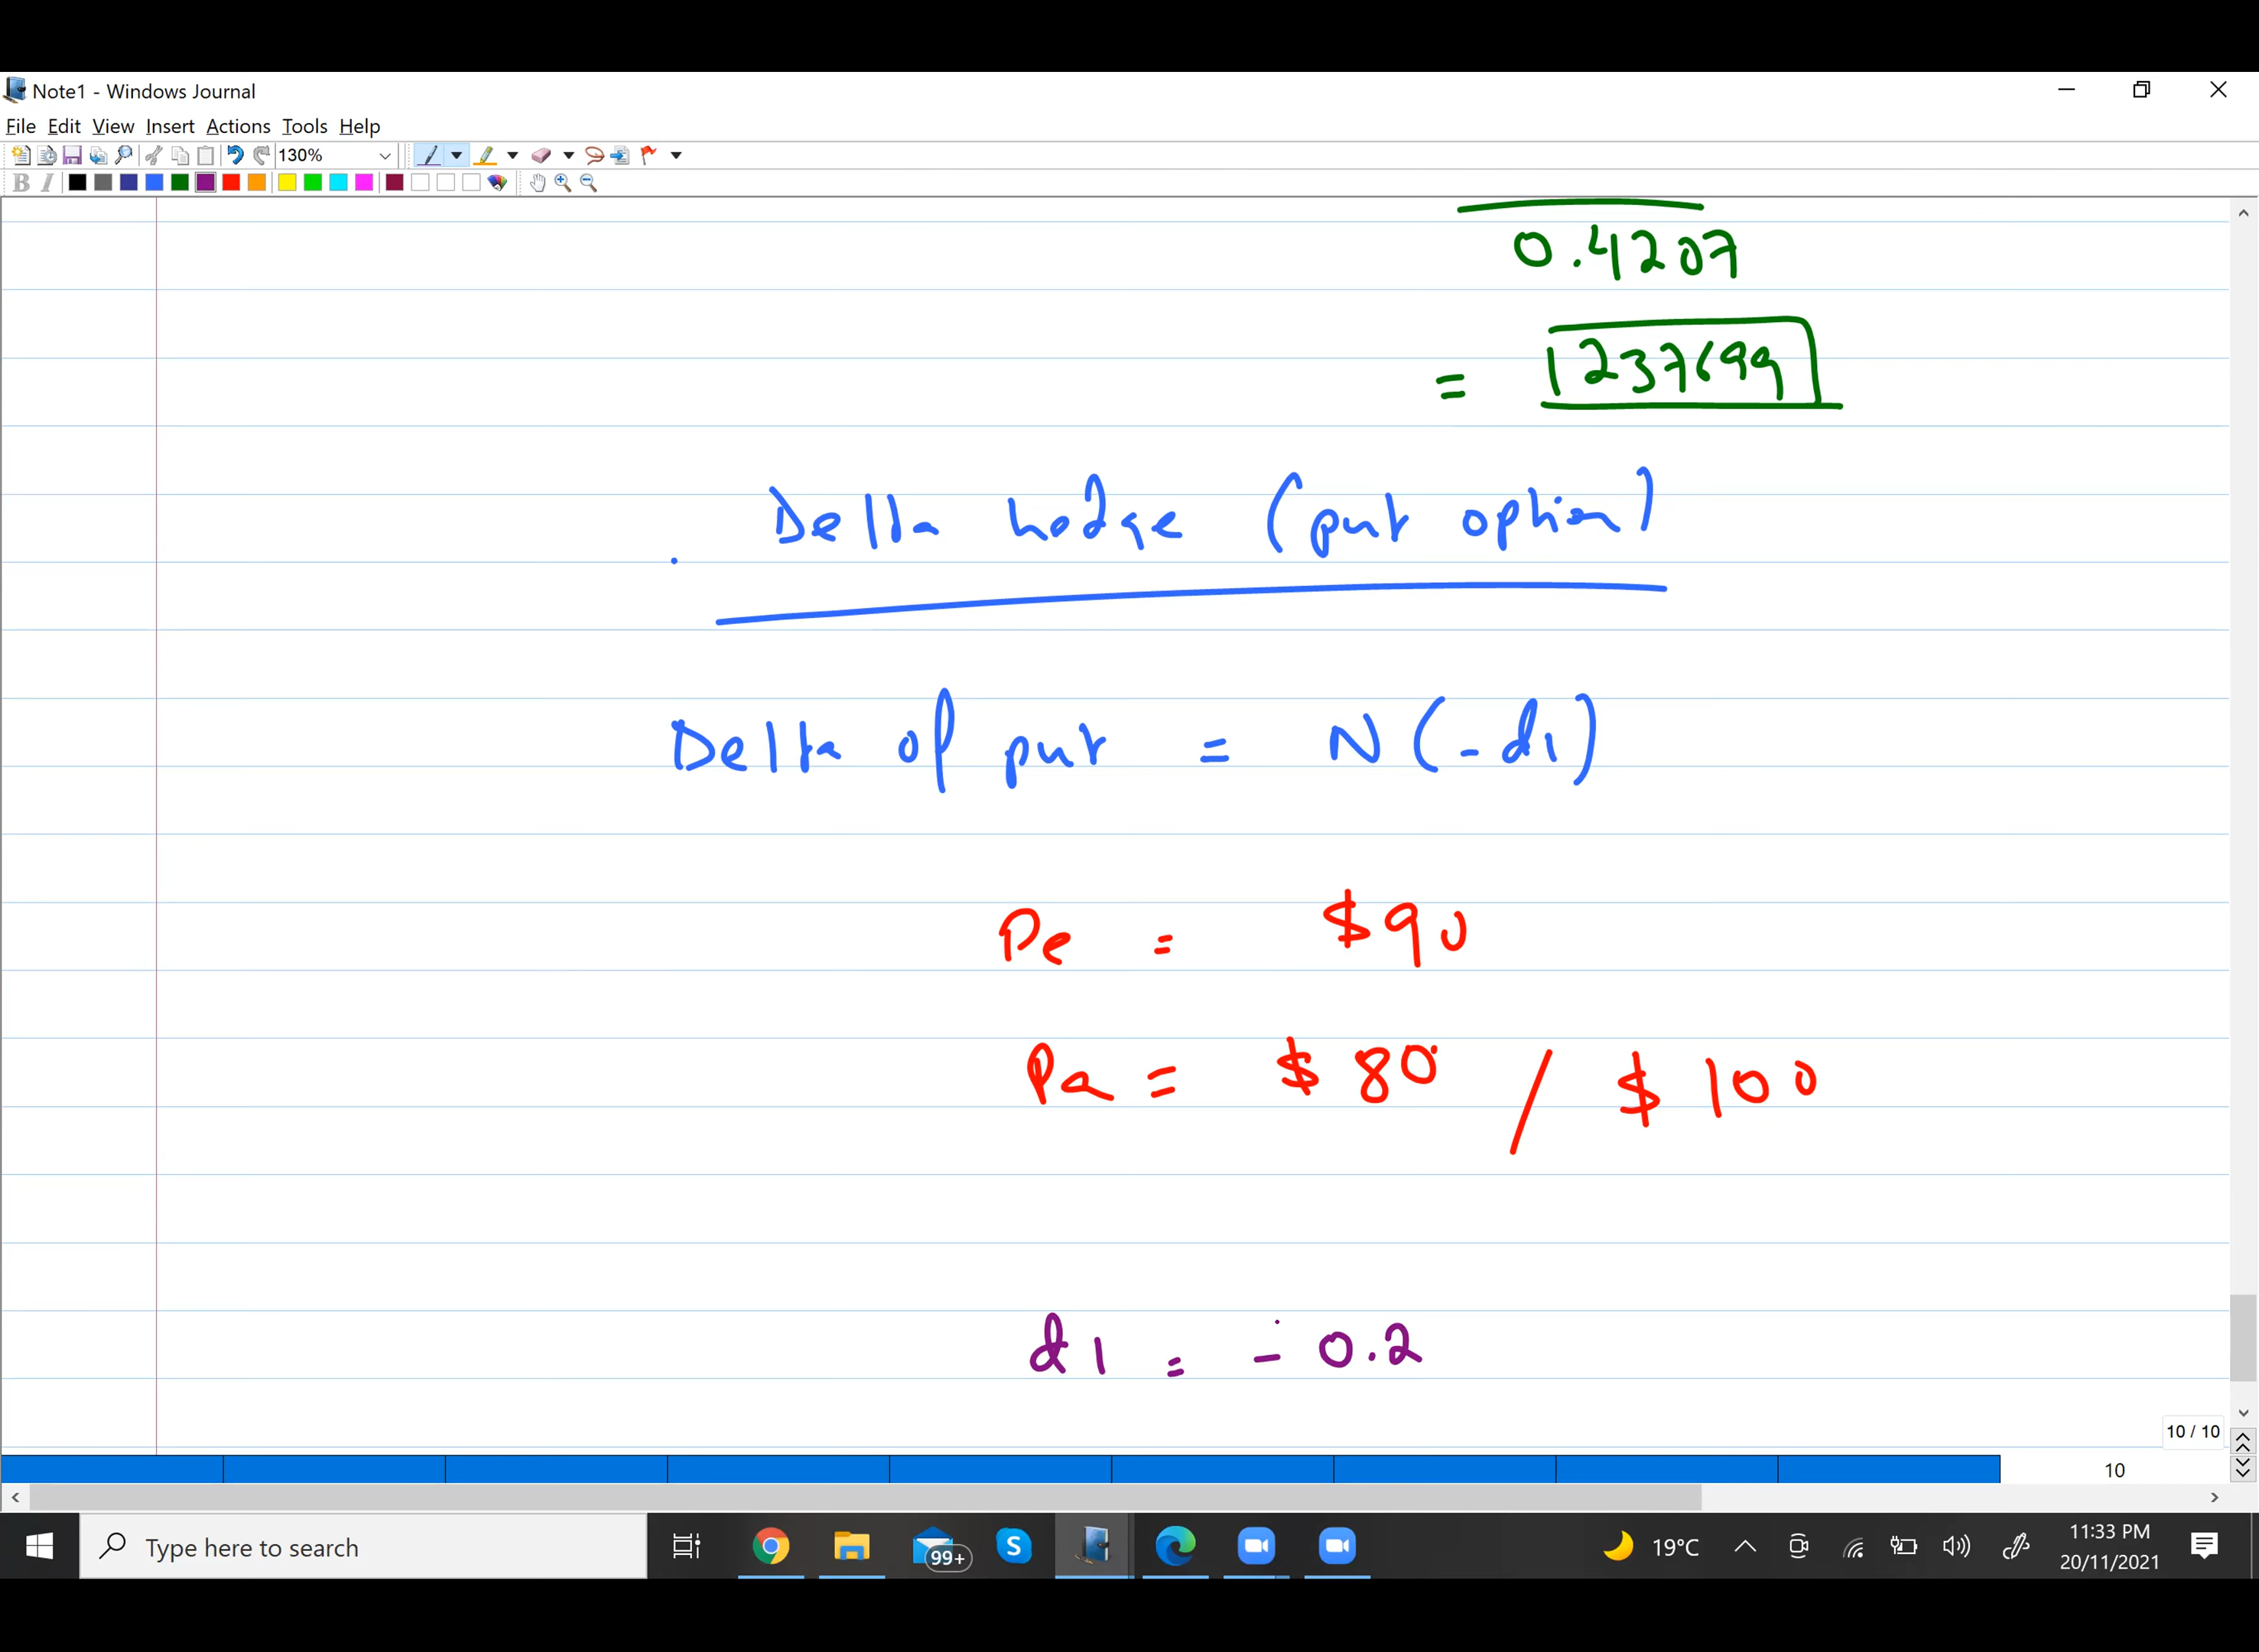 Note1 - Windows Journal
File Edit View Insert Actions Tools Help
130%
B I
0.4207
= 1237699
Della hedge (put option)
Delta of put = N(-d1)
Pe = $90
Pa = $80 / $100
d1 = - 0.2
10 / 10
10
Type here to search
99+
S
19°C
11:33 PM
20/11/2021